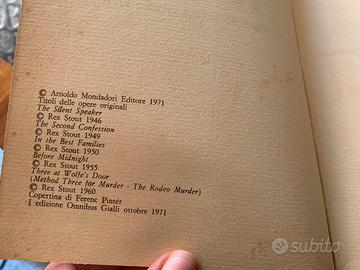 © Arnoldo Mondadori Editore 1971
Titoli delle opere originali
The Silent Speaker
© Rex Stout 1946
The Second Confession
© Rex Stout 1949
In the Best Families
© Rex Stout 1950
Before Midnight
© Rex Stout 1955
Three at Wolfe's Door
(Method Three for Murder - The Rodeo Murder)
© Rex Stout 1960
Copertina di Ferenc Pintér
I edizione Omnibus Gialli ottobre 1971
subito